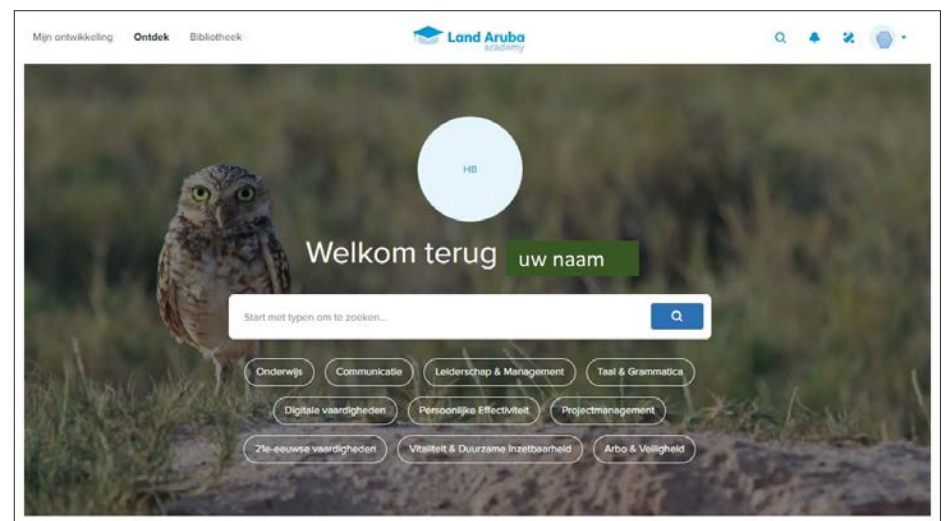 Mijn ontwikkeling Ontdek Bibliotheek Land Aruba
academy
HB
Welkom terug uw naam
Start met typen om te zoeken...
Onderwijs Communicatie Leiderschap & Management Taal & Grammatica
Digitale vaardigheden Persoonlijke Effectiviteit Projectmanagement
21e-eeuwse vaardigheden Vitaliteit & Duurzame Inzetbaarheid Arbo & Veiligheid